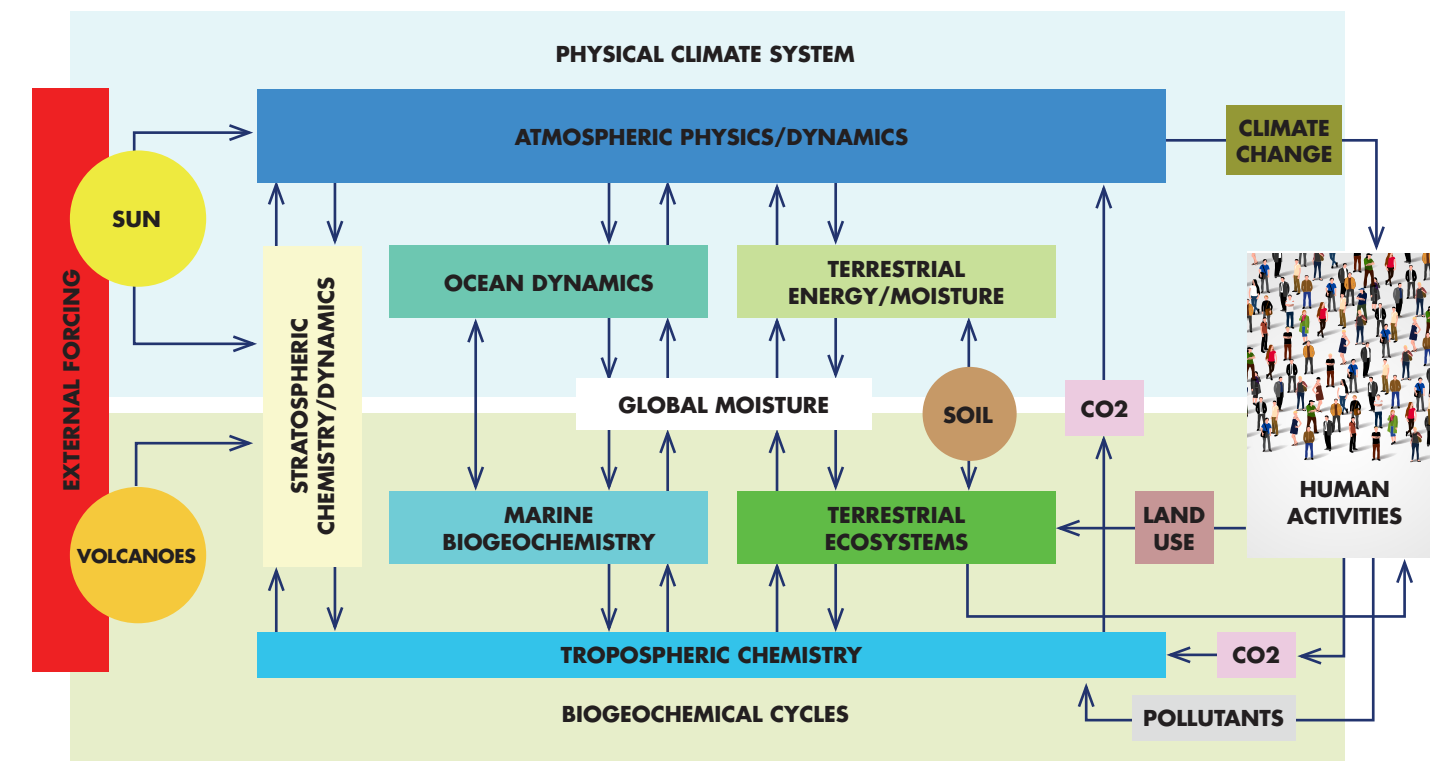 PHYSICAL CLIMATE SYSTEM
ATMOSPHERIC PHYSICS/DYNAMICS
CLIMATE
CHANGE
SUN
EXTERNAL FORCING
STRATOSPHERIC
CHEMISTRY/DYNAMICS
OCEAN DYNAMICS
TERRESTRIAL
ENERGY/MOISTURE
GLOBAL MOISTURE
SOIL
CO2
HUMAN
ACTIVITIES
VOLCANOES
MARINE
BIOGEOCHEMISTRY
TERRESTRIAL
ECOSYSTEMS
LAND
USE
TROPOSPHERIC CHEMISTRY
CO2
BIOGEOCHEMICAL CYCLES
POLLUTANTS